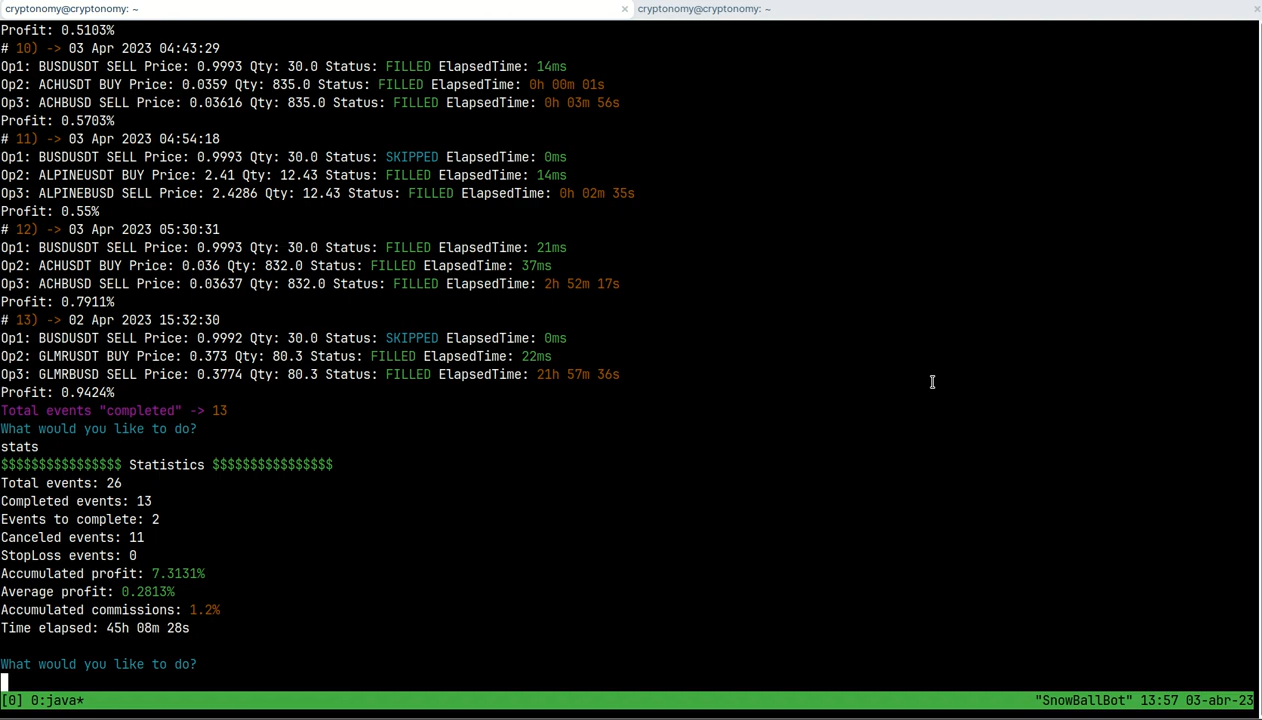 cryptonomy@cryptonomy: ~ × cryptonomy@cryptonomy: ~ ×
Profit: 0.5103%
# 10) -> 03 Apr 2023 04:43:29
Op1: BUSDUSDT SELL Price: 0.9993 Qty: 30.0 Status: FILLED ElapsedTime: 14ms
Op2: ACHUSDT BUY Price: 0.0359 Qty: 835.0 Status: FILLED ElapsedTime: 0h 00m 01s
Op3: ACHBUSD SELL Price: 0.03616 Qty: 835.0 Status: FILLED ElapsedTime: 0h 03m 56s
Profit: 0.5703%
# 11) -> 03 Apr 2023 04:54:18
Op1: BUSDUSDT SELL Price: 0.9993 Qty: 30.0 Status: SKIPPED ElapsedTime: 0ms
Op2: ALPINEUSDT BUY Price: 2.41 Qty: 12.43 Status: FILLED ElapsedTime: 14ms
Op3: ALPINEBUSD SELL Price: 2.4286 Qty: 12.43 Status: FILLED ElapsedTime: 0h 02m 35s
Profit: 0.55%
# 12) -> 03 Apr 2023 05:30:31
Op1: BUSDUSDT SELL Price: 0.9993 Qty: 30.0 Status: FILLED ElapsedTime: 21ms
Op2: ACHUSDT BUY Price: 0.036 Qty: 832.0 Status: FILLED ElapsedTime: 37ms
Op3: ACHBUSD SELL Price: 0.03637 Qty: 832.0 Status: FILLED ElapsedTime: 2h 52m 17s
Profit: 0.7911%
# 13) -> 02 Apr 2023 15:32:30
Op1: BUSDUSDT SELL Price: 0.9992 Qty: 30.0 Status: SKIPPED ElapsedTime: 0ms
Op2: GLMRUSDT BUY Price: 0.373 Qty: 80.3 Status: FILLED ElapsedTime: 22ms
Op3: GLMRBUSD SELL Price: 0.3774 Qty: 80.3 Status: FILLED ElapsedTime: 21h 57m 36s
Profit: 0.9424%
Total events "completed" -> 13
What would you like to do?
stats
$$$$$$$$$$$$$$$$ Statistics $$$$$$$$$$$$$$$$
Total events: 26
Completed events: 13
Events to complete: 2
Canceled events: 11
StopLoss events: 0
Accumulated profit: 7.3131%
Average profit: 0.2813%
Accumulated commissions: 1.2%
Time elapsed: 45h 08m 28s
What would you like to do?
[0] 0:java* "SnowBallBot" 13:57 03-abr-23